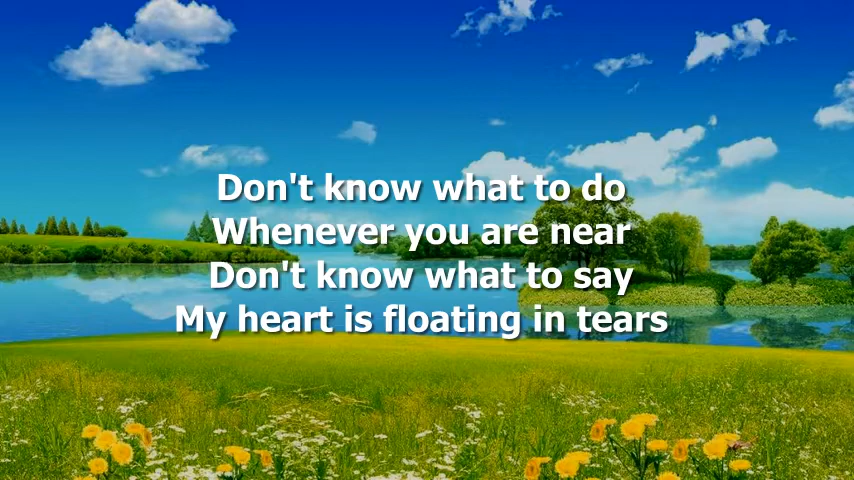 Don't know what to do
Whenever you are near
Don't know what to say
My heart is floating in tears